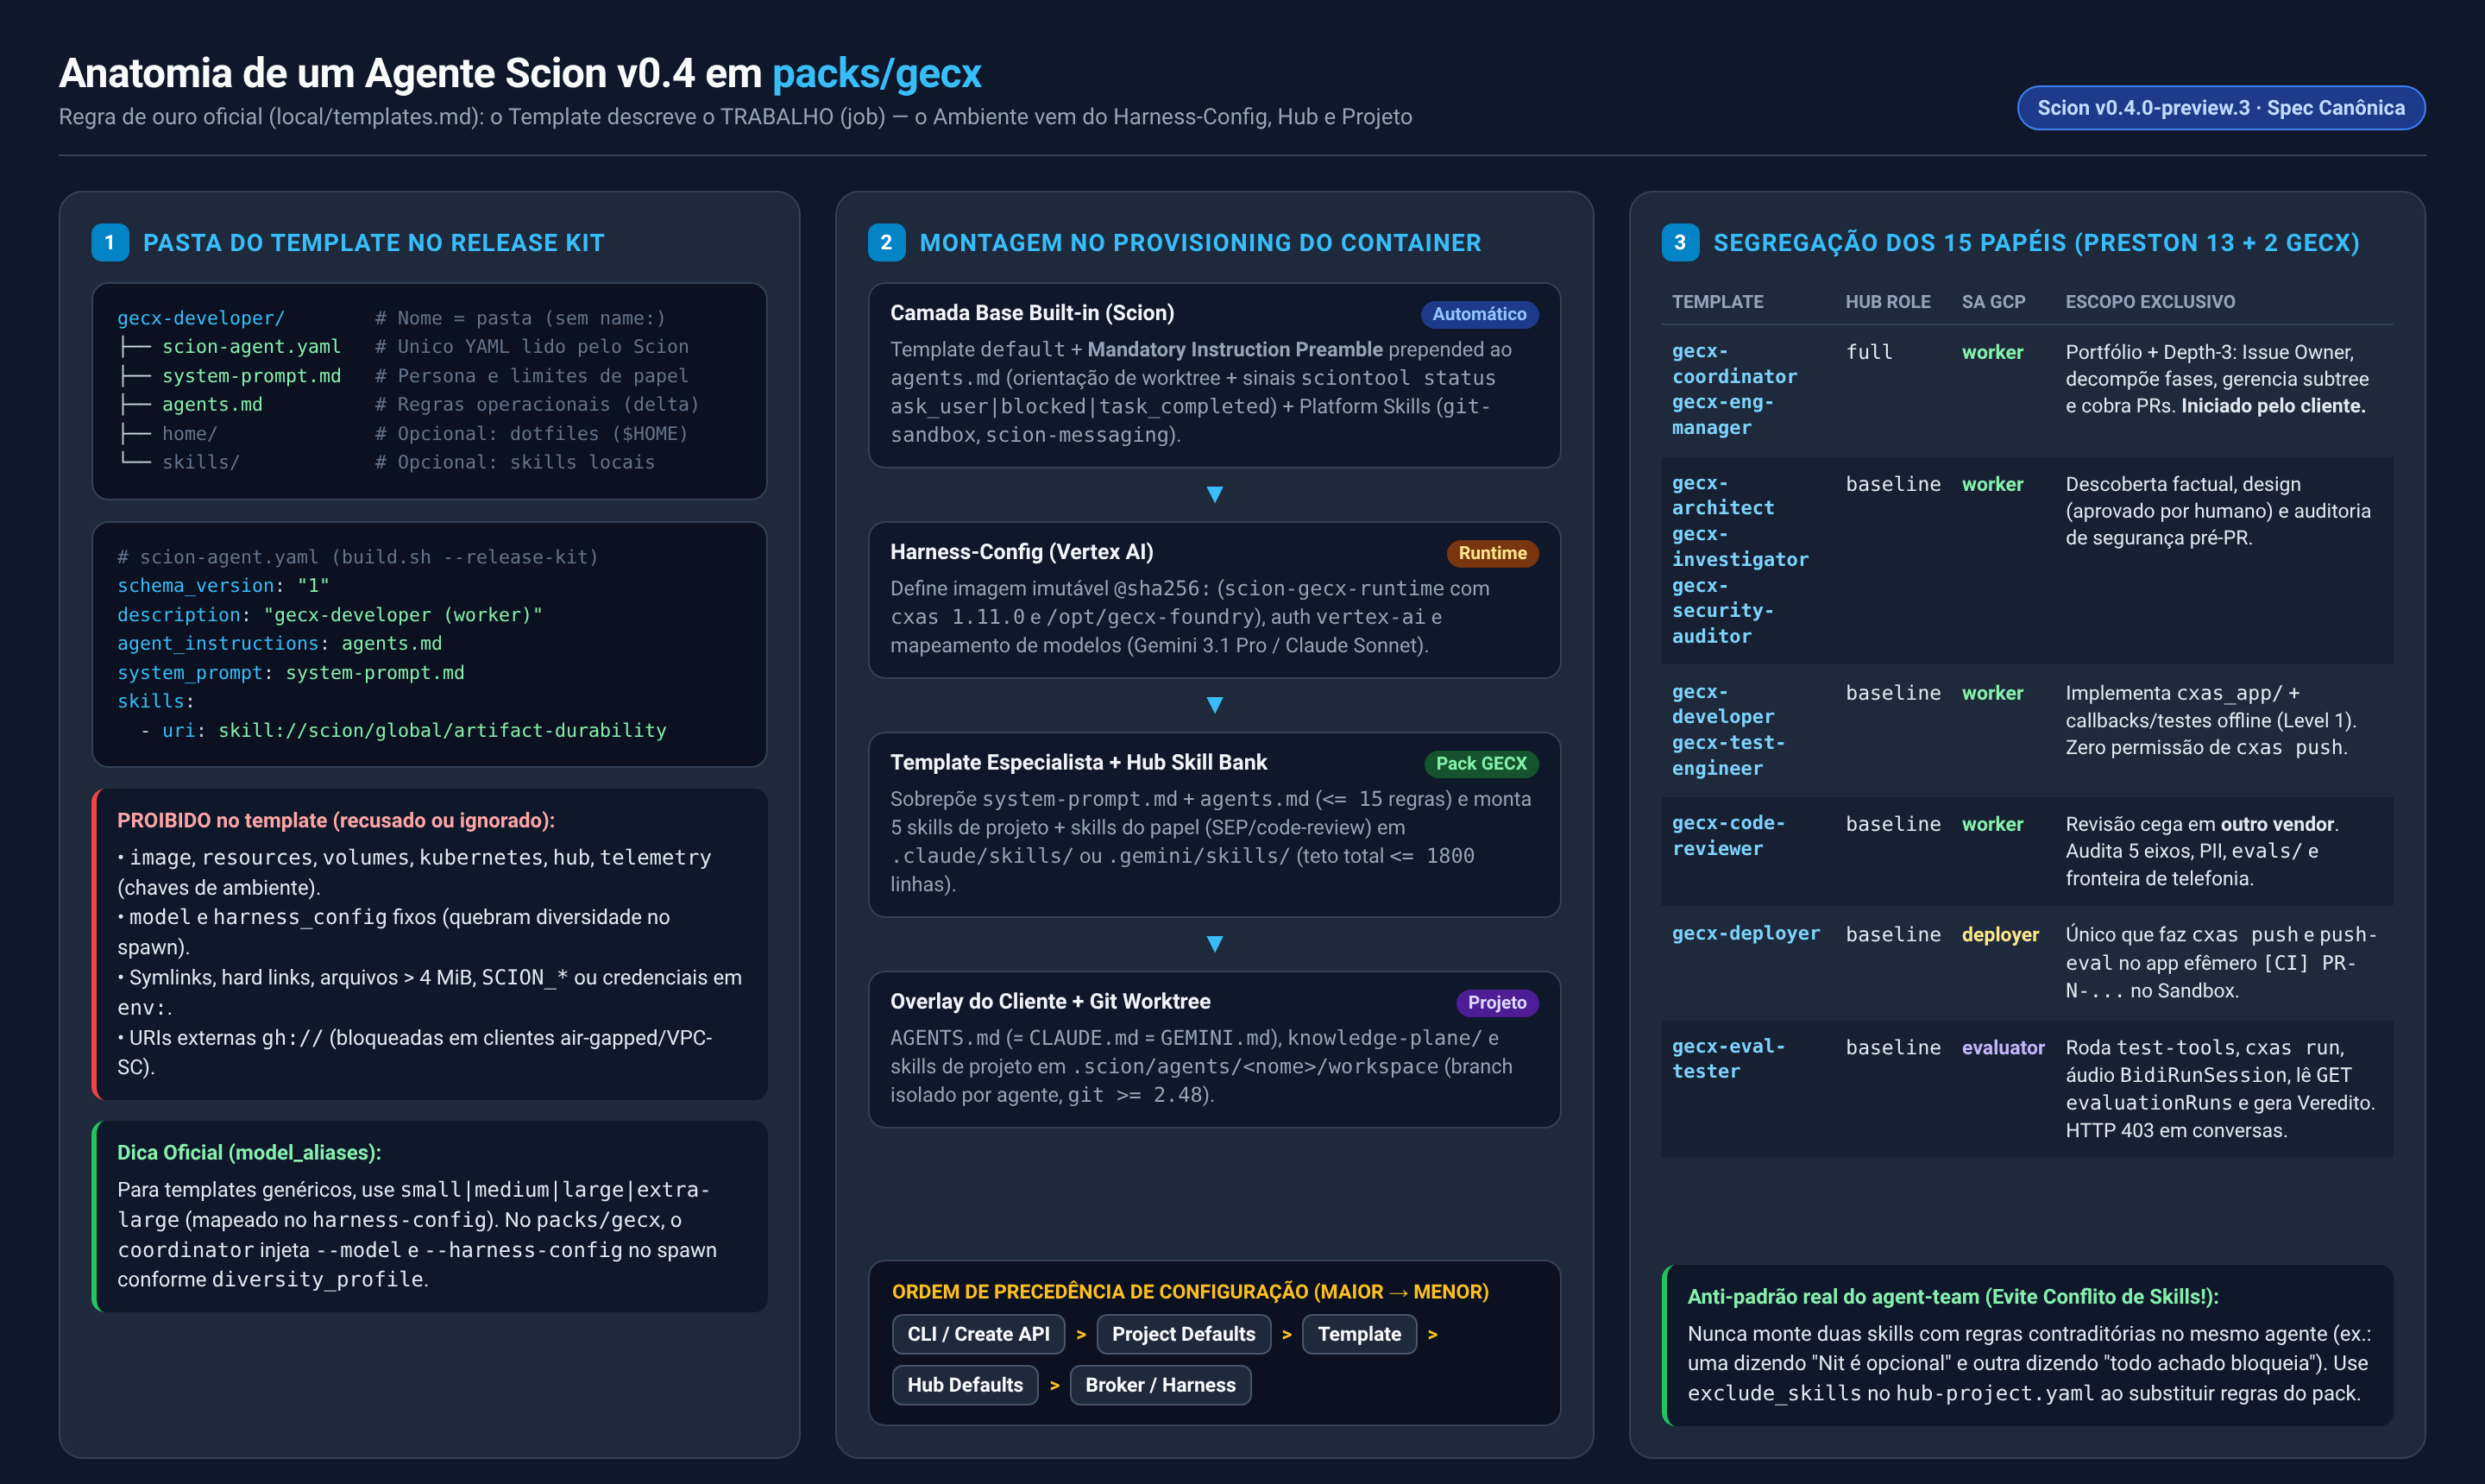 Anatomia de um Agente Scion v0.4 em packs/gecx
Regra de ouro oficial (local/templates.md): o Template descreve o TRABALHO (job) — o Ambiente vem do Harness-Config, Hub e Projeto
Scion v0.4.0-preview.3 · Spec Canônica
1 PASTA DO TEMPLATE NO RELEASE KIT
gecx-developer/ # Nome = pasta (sem name:)
├── scion-agent.yaml # Unico YAML lido pelo Scion
├── system-prompt.md # Persona e limites de papel
├── agents.md # Regras operacionais (delta)
├── home/ # Opcional: dotfiles ($HOME)
└── skills/ # Opcional: skills locais
# scion-agent.yaml (build.sh --release-kit)
schema_version: "1"
description: "gecx-developer (worker)"
agent_instructions: agents.md
system_prompt: system-prompt.md
skills:
- uri: skill://scion/global/artifact-durability
PROIBIDO no template (recusado ou ignorado):
• image, resources, volumes, kubernetes, hub, telemetry
(chaves de ambiente).
• model e harness_config fixos (quebram diversidade no
spawn).
• Symlinks, hard links, arquivos > 4 MiB, SCION_* ou credenciais em
env:.
• URIs externas gh:// (bloqueadas em clientes air-gapped/VPC-
SC).
Dica Oficial (model_aliases):
Para templates genéricos, use small|medium|large|extra-
large (mapeado no harness-config). No packs/gecx, o
coordinator injeta --model e --harness-config no spawn
conforme diversity_profile.
2 MONTAGEM NO PROVISIONING DO CONTAINER
Camada Base Built-in (Scion) Automático
Template default + Mandatory Instruction Preamble prepended ao
agents.md (orientação de worktree + sinais sciontool status
ask_user|blocked|task_completed) + Platform Skills (git-
sandbox, scion-messaging).
▼
Harness-Config (Vertex AI) Runtime
Define imagem imutável @sha256: (scion-gecx-runtime com
cxas 1.11.0 e /opt/gecx-foundry), auth vertex-ai e
mapeamento de modelos (Gemini 3.1 Pro / Claude Sonnet).
▼
Template Especialista + Hub Skill Bank Pack GECX
Sobrepõe system-prompt.md + agents.md (<= 15 regras) e monta
5 skills de projeto + skills do papel (SEP/code-review) em
.claude/skills/ ou .gemini/skills/ (teto total <= 1800
linhas).
▼
Overlay do Cliente + Git Worktree Projeto
AGENTS.md (= CLAUDE.md = GEMINI.md), knowledge-plane/ e
skills de projeto em .scion/agents/<nome>/workspace (branch
isolado por agente, git >= 2.48).
ORDEM DE PRECEDÊNCIA DE CONFIGURAÇÃO (MAIOR → MENOR)
CLI / Create API > Project Defaults > Template >
Hub Defaults > Broker / Harness
3 SEGREGAÇÃO DOS 15 PAPÉIS (PRESTON 13 + 2 GECX)
TEMPLATE HUB ROLE SA GCP ESCOPO EXCLUSIVO
gecx-
coordinator
gecx-eng-
manager
full
worker
Portfólio + Depth-3: Issue Owner,
decompõe fases, gerencia subtree
e cobra PRs. Iniciado pelo cliente.
gecx-
architect
gecx-
investigator
gecx-
security-
auditor
baseline
worker
Descoberta factual, design
(aprovado por humano) e auditoria
de segurança pré-PR.
gecx-
developer
gecx-test-
engineer
baseline
worker
Implementa cxas_app/ +
callbacks/testes offline (Level 1).
Zero permissão de cxas push.
gecx-code-
reviewer
baseline
worker
Revisão cega em outro vendor.
Audita 5 eixos, PII, evals/ e
fronteira de telefonia.
gecx-deployer
baseline
deployer
Único que faz cxas push e push-
eval no app efêmero [CI] PR-
N-... no Sandbox.
gecx-eval-
tester
baseline
evaluator
Roda test-tools, cxas run,
áudio BidiRunSession, lê GET
evaluationRuns e gera Veredito.
HTTP 403 em conversas.
Anti-padrão real do agent-team (Evite Conflito de Skills!):
Nunca monte duas skills com regras contraditórias no mesmo agente (ex.:
uma dizendo "Nit é opcional" e outra dizendo "todo achado bloqueia"). Use
exclude_skills no hub-project.yaml ao substituir regras do pack.